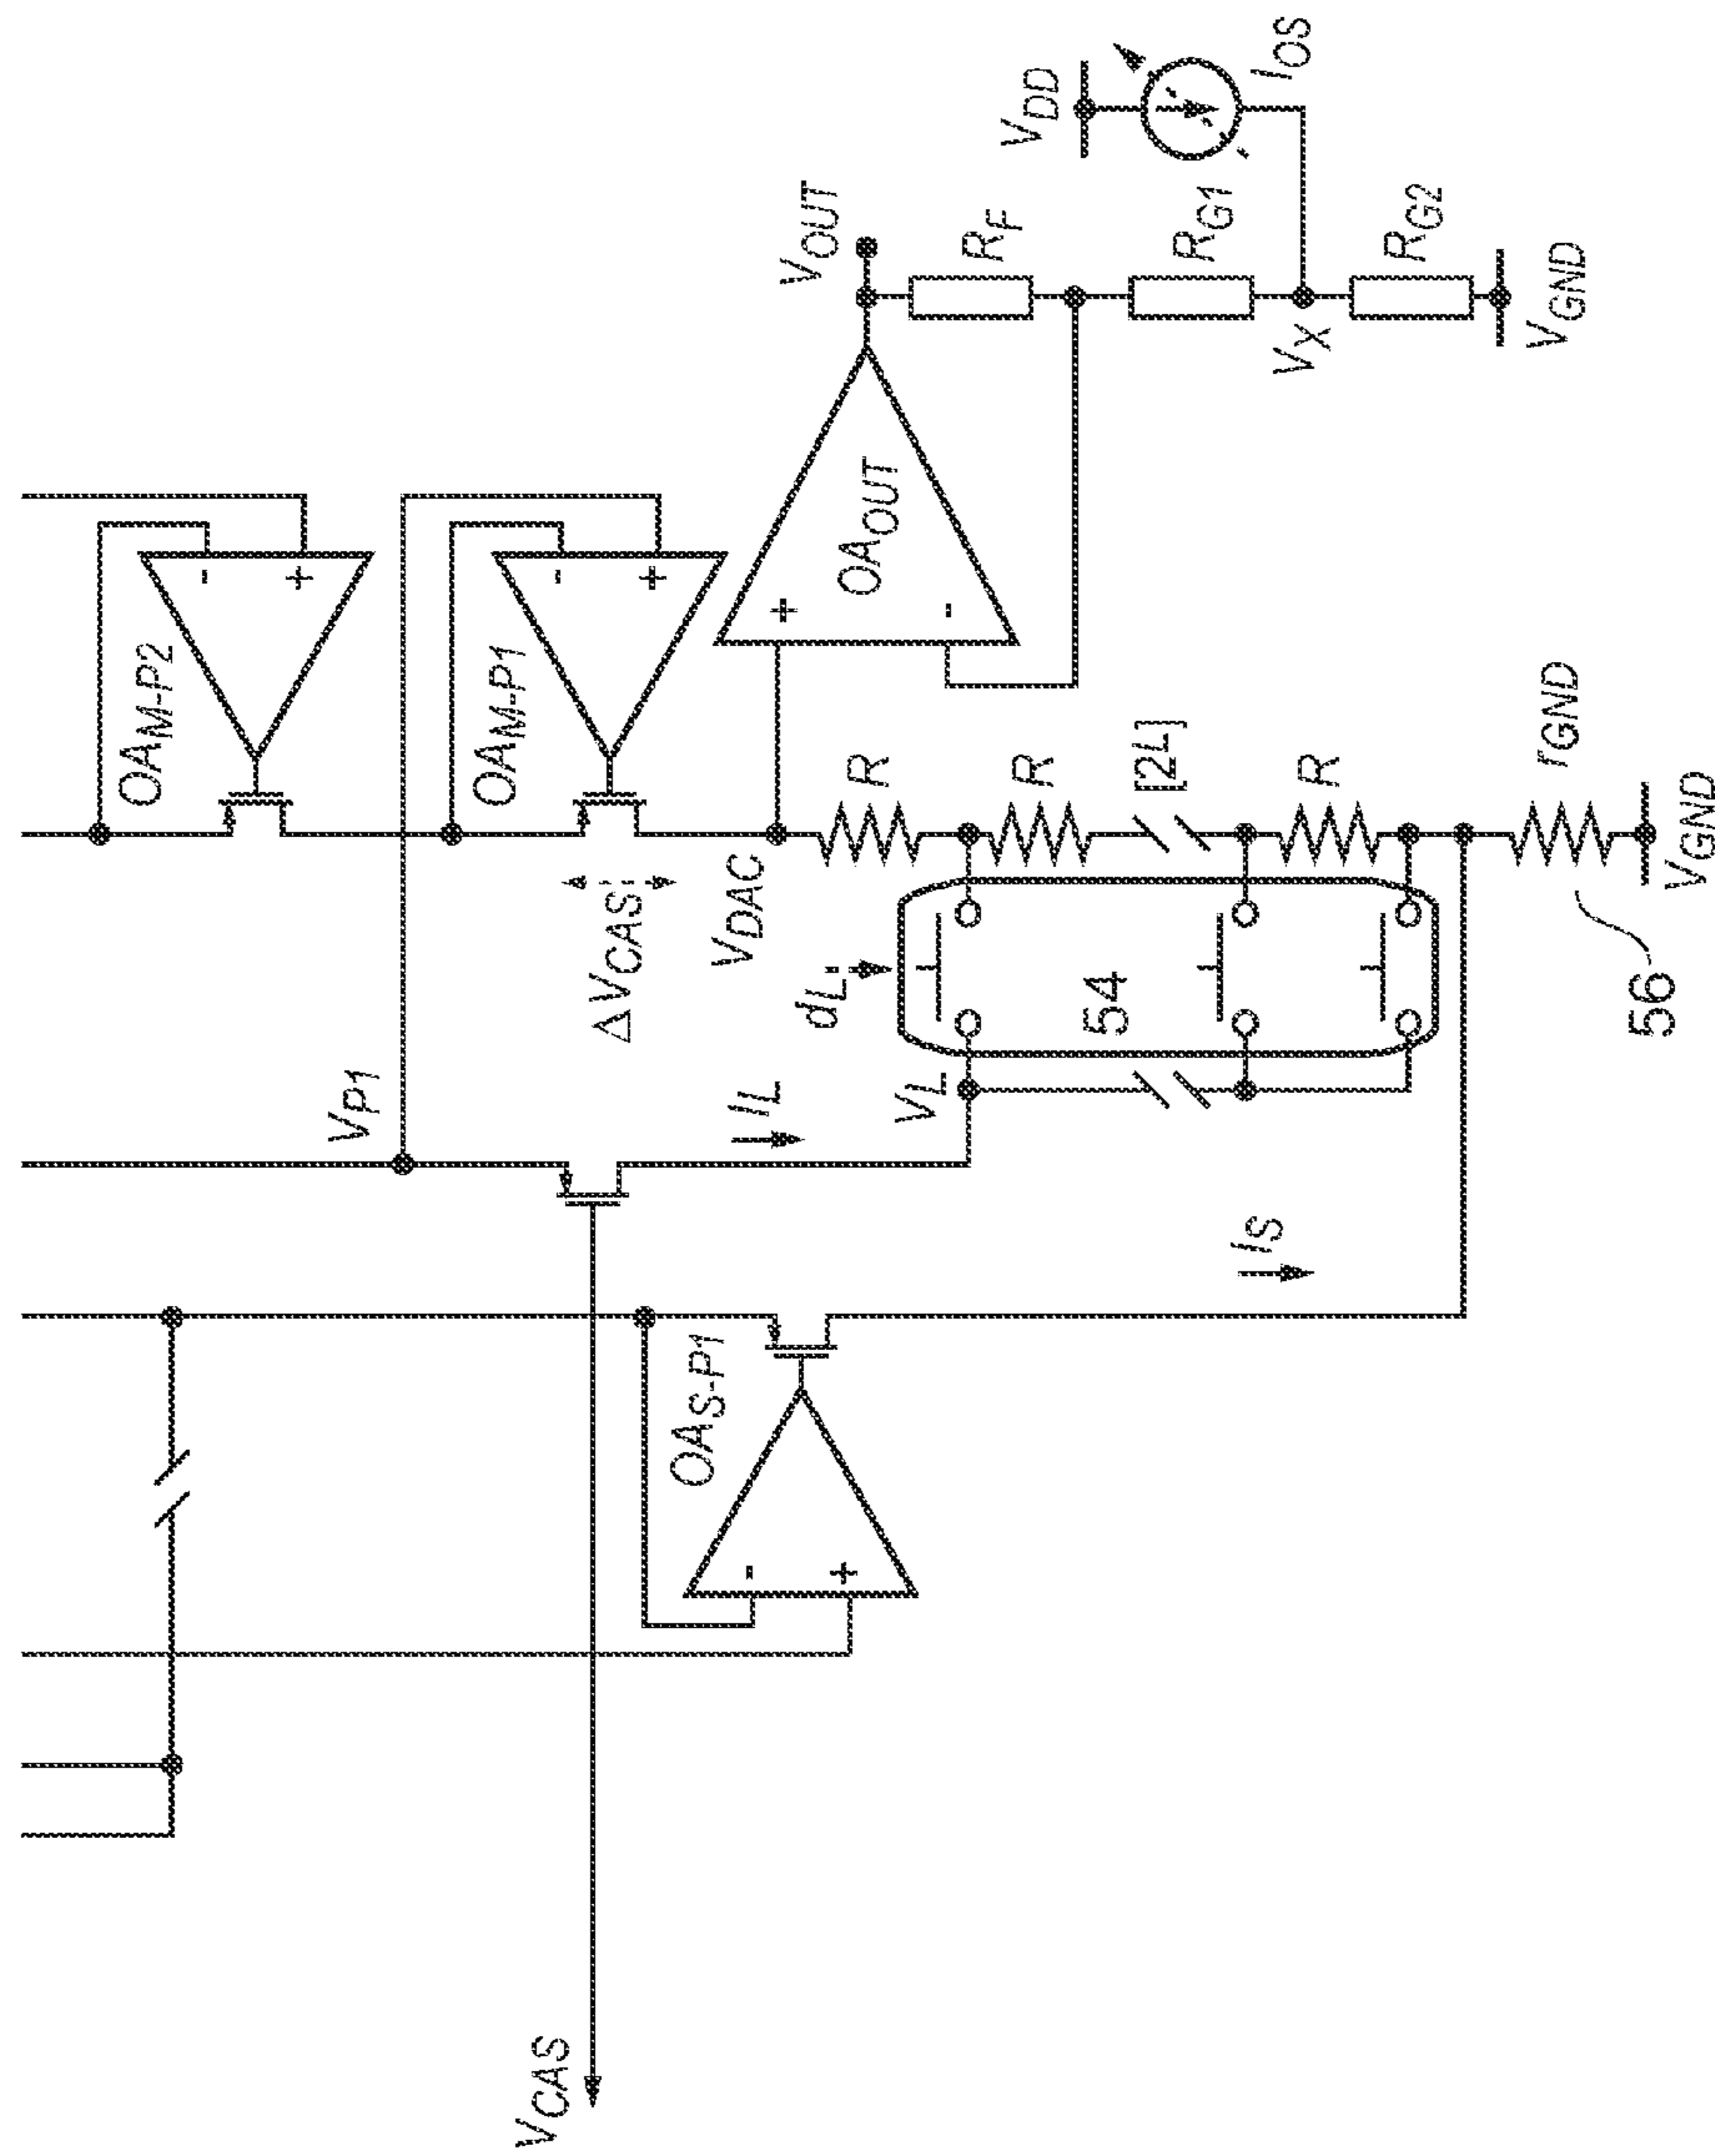 OA_M-P2
-
+
OA_M-P1
-
+
V_P1
ΔV_CAS
I_L
V_DAC
+
-
OA_OUT
V_OUT
R_F
R_G1
V_X
R_G2
V_GND
V_DD
I_OS
R
R
[2^L]
R
d_L
54
V_L
r_GND
56
V_GND
I_S
OA_S-P1
-
+
V_CAS